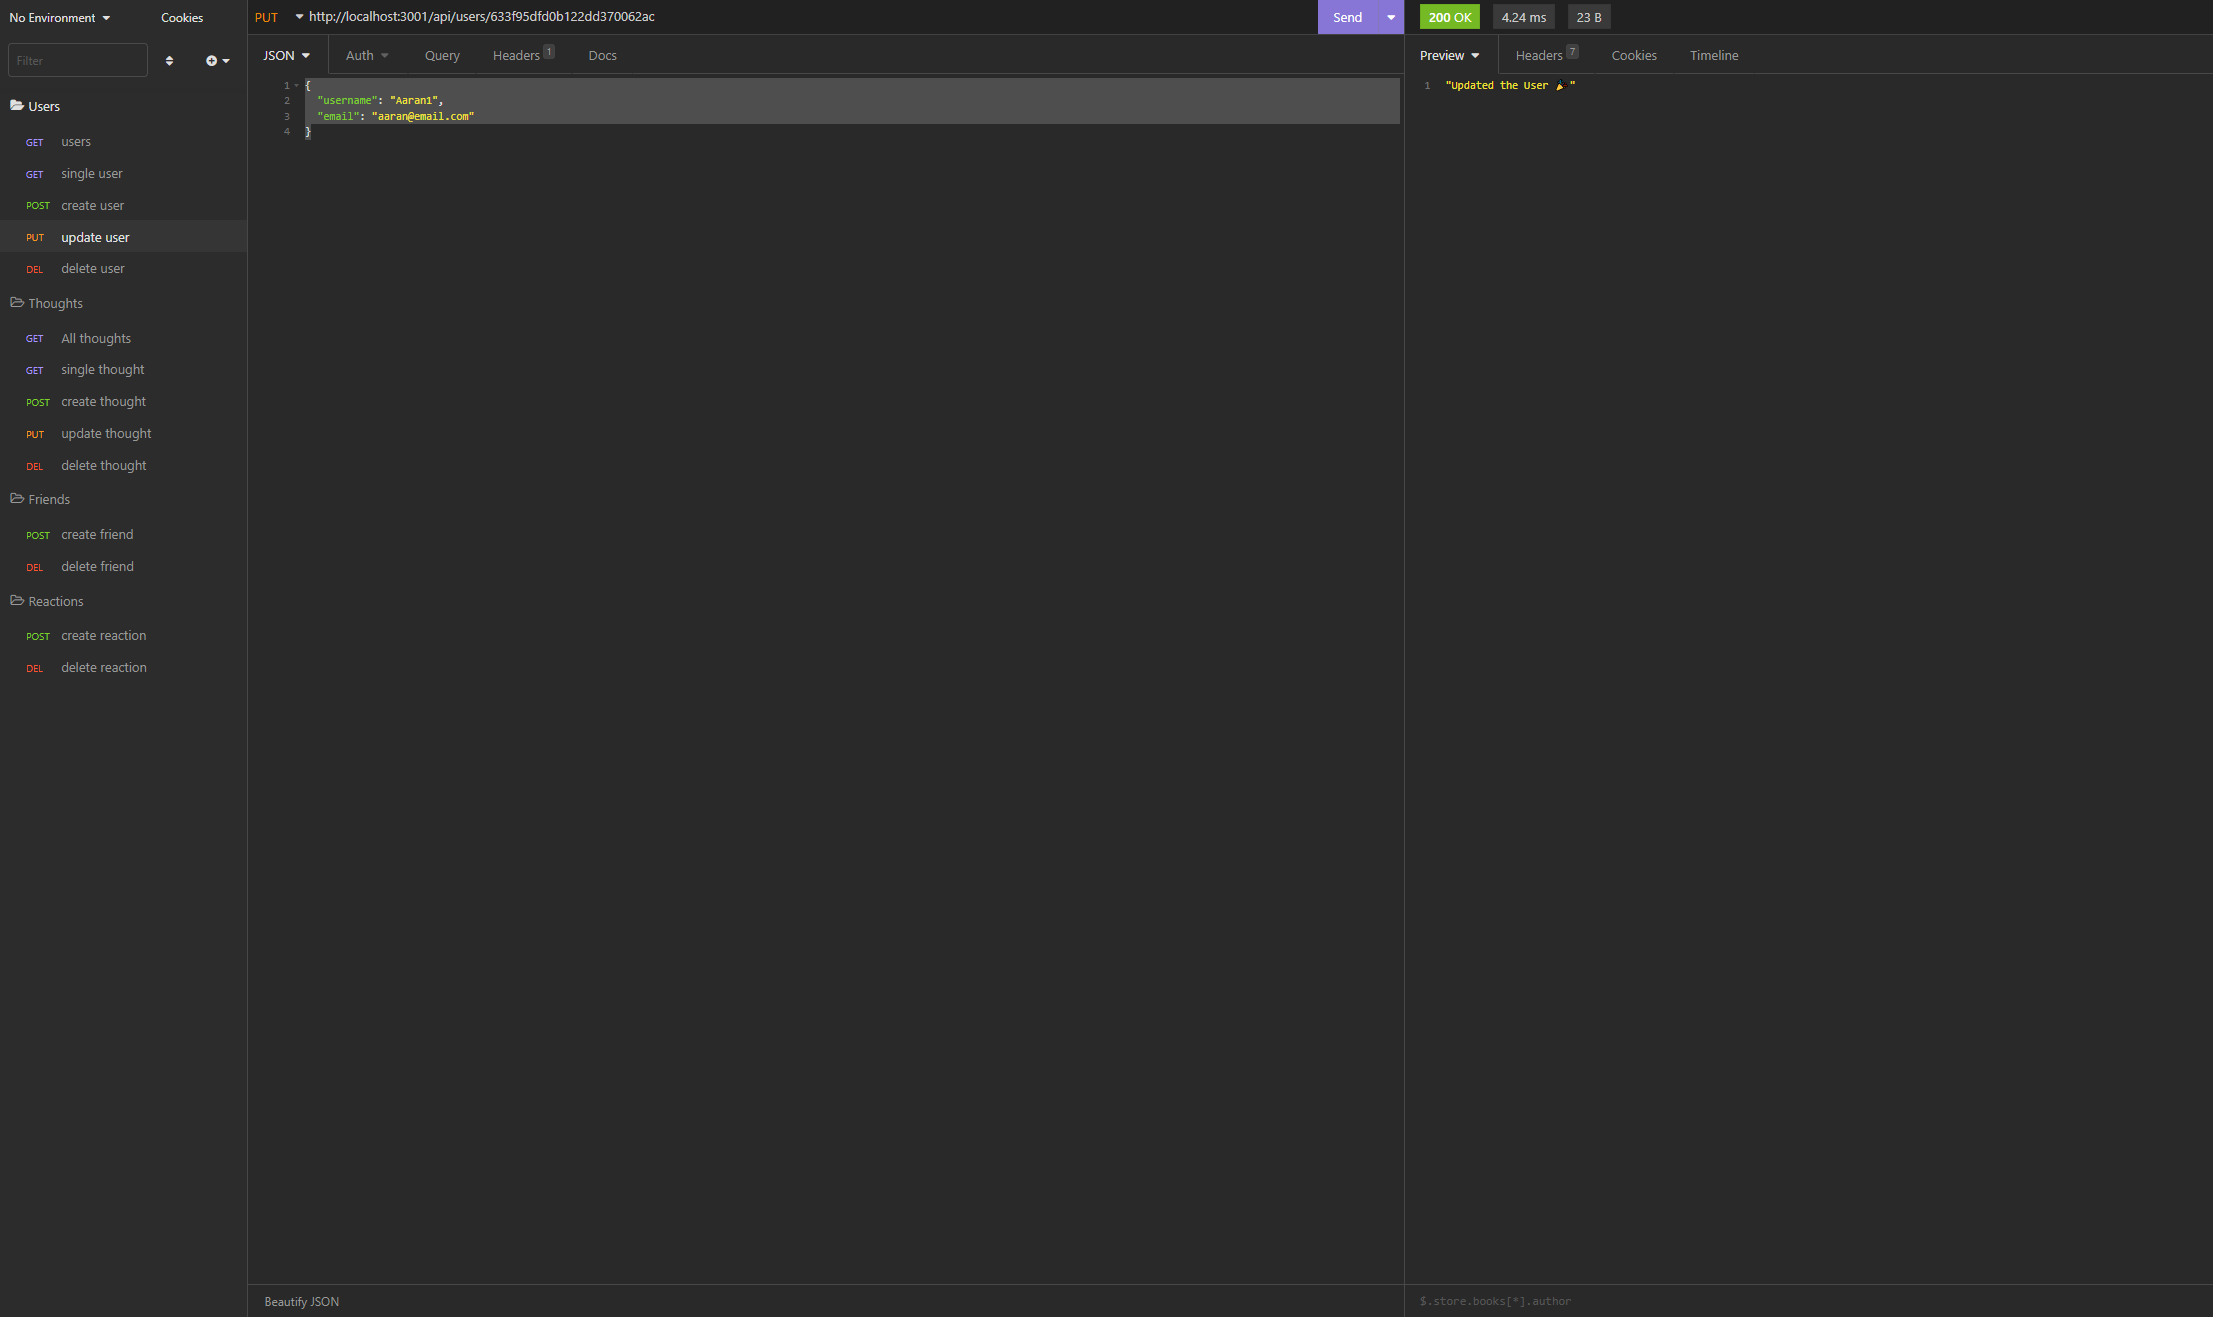 No Environment Cookies
Filter
Users
GET users
GET single user
POST create user
PUT update user
DEL delete user
Thoughts
GET All thoughts
GET single thought
POST create thought
PUT update thought
DEL delete thought
Friends
POST create friend
DEL delete friend
Reactions
POST create reaction
DEL delete reaction
PUT http://localhost:3001/api/users/633f95dfd0b122dd370062ac Send
JSON Auth Query Headers 1 Docs
1 {
2 "username": "Aaran1",
3 "email": "aaran@email.com"
4 }
Beautify JSON
200 OK 4.24 ms 23 B
Preview Headers 7 Cookies Timeline
1 "Updated the User 🎉"
$.store.books[*].author